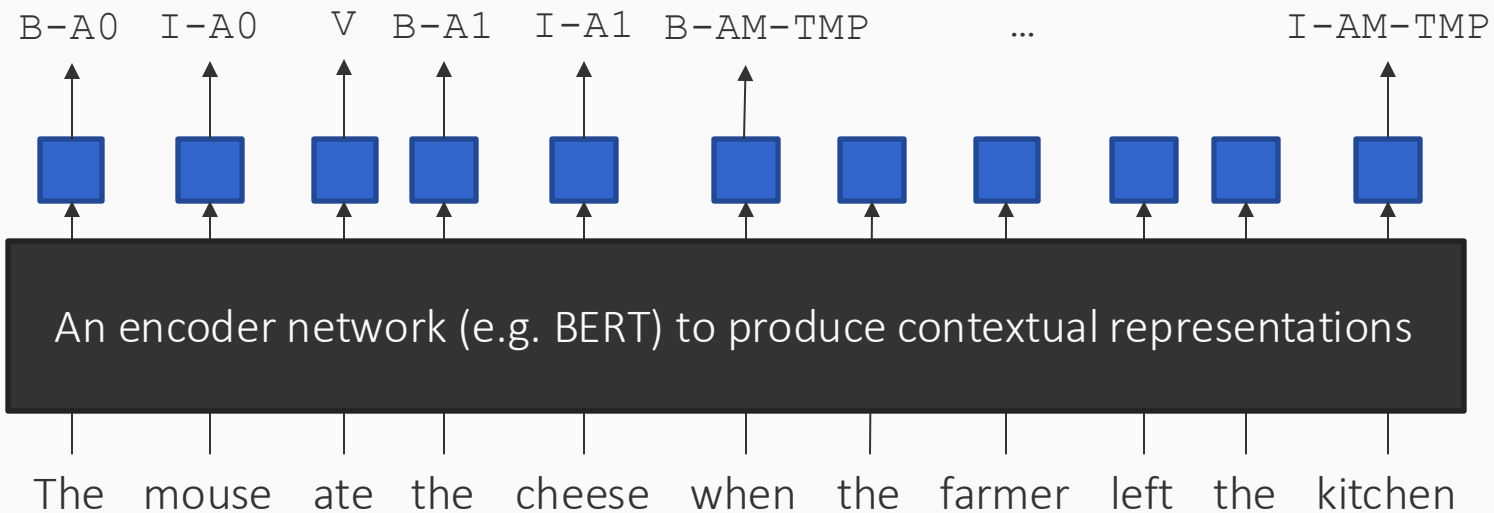 B-A0 I-A0 V B-A1 I-A1 B-AM-TMP … I-AM-TMP
An encoder network (e.g. BERT) to produce contextual representations
The mouse ate the cheese when the farmer left the kitchen